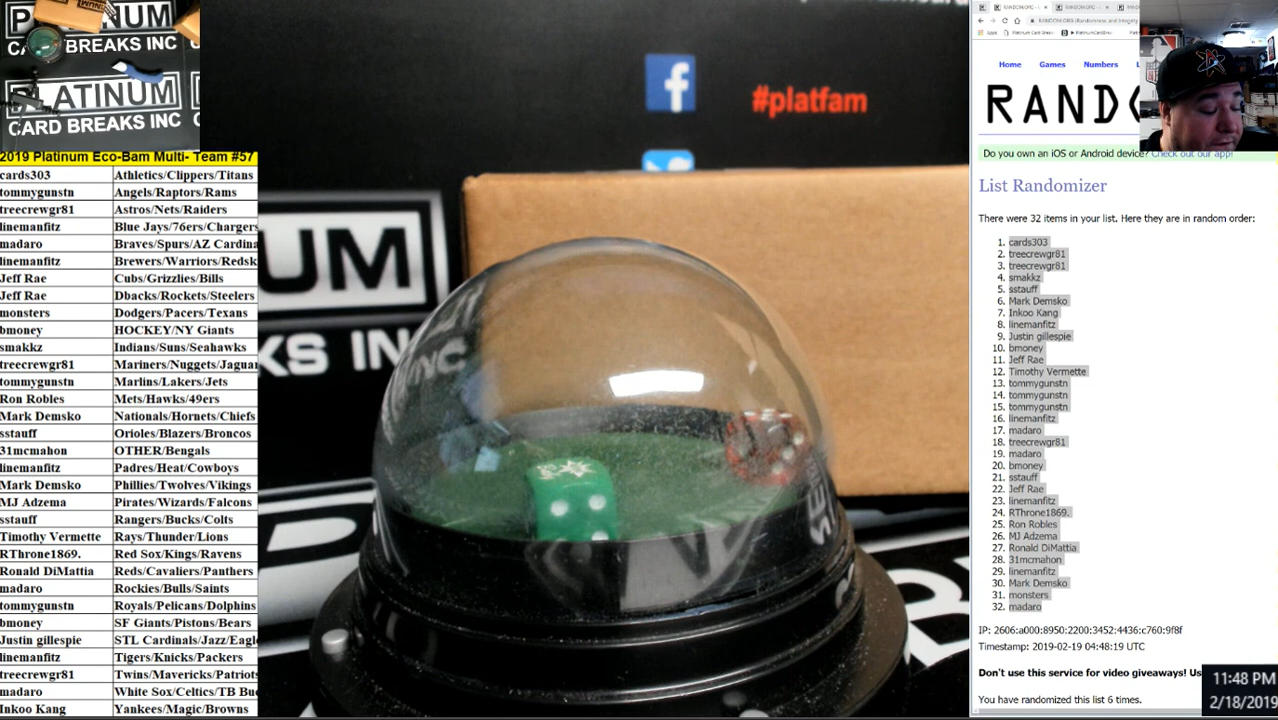 PLATINUM
CARD BREAKS INC
PLATINUM
CARD BREAKS INC
2019 Platinum Eco-Bam Multi- Team #57
cards303 Athletics/Clippers/Titans
tommygunstn Angels/Raptors/Rams
treecrewgr81 Astros/Nets/Raiders
linemanfitz Blue Jays/76ers/Chargers
madaro Braves/Spurs/AZ Cardina
linemanfitz Brewers/Warriors/Redsk
Jeff Rae Cubs/Grizzlies/Bills
Jeff Rae Dbacks/Rockets/Steelers
monsters Dodgers/Pacers/Texans
bmoney HOCKEY/NY Giants
smakkz Indians/Suns/Seahawks
treecrewgr81 Mariners/Nuggets/Jaguar
tommygunstn Marlins/Lakers/Jets
Ron Robles Mets/Hawks/49ers
Mark Demsko Nationals/Hornets/Chiefs
sstauff Orioles/Blazers/Broncos
31mcmahon OTHER/Bengals
linemanfitz Padres/Heat/Cowboys
Mark Demsko Phillies/Twolves/Vikings
MJ Adzema Pirates/Wizards/Falcons
sstauff Rangers/Bucks/Colts
Timothy Vermette Rays/Thunder/Lions
RThrone1869. Red Sox/Kings/Ravens
Ronald DiMattia Reds/Cavaliers/Panthers
madaro Rockies/Bulls/Saints
tommygunstn Royals/Pelicans/Dolphins
bmoney SF Giants/Pistons/Bears
Justin gillespie STL Cardinals/Jazz/Eagl
linemanfitz Tigers/Knicks/Packers
treecrewgr81 Twins/Mavericks/Patriots
madaro White Sox/Celtics/TB Bu
Inkoo Kang Yankees/Magic/Browns
#platfam
UM
KS INC
Home Games Numbers
RANDO
Do you own an iOS or Android device? Check out our app!
List Randomizer
There were 32 items in your list. Here they are in random order:
1. cards303
2. treecrewgr81
3. treecrewgr81
4. smakkz
5. sstauff
6. Mark Demsko
7. Inkoo Kang
8. linemanfitz
9. Justin gillespie
10. bmoney
11. Jeff Rae
12. Timothy Vermette
13. tommygunstn
14. tommygunstn
15. tommygunstn
16. linemanfitz
17. madaro
18. treecrewgr81
19. madaro
20. bmoney
21. sstauff
22. Jeff Rae
23. linemanfitz
24. RThrone1869.
25. Ron Robles
26. MJ Adzema
27. Ronald DiMattia
28. 31mcmahon
29. linemanfitz
30. Mark Demsko
31. monsters
32. madaro
IP: 2606:a000:8950:2200:3452:4436:c760:9f8f
Timestamp: 2019-02-19 04:48:19 UTC
Don't use this service for video giveaways! Us
You have randomized this list 6 times.
11:48 PM
2/18/2019